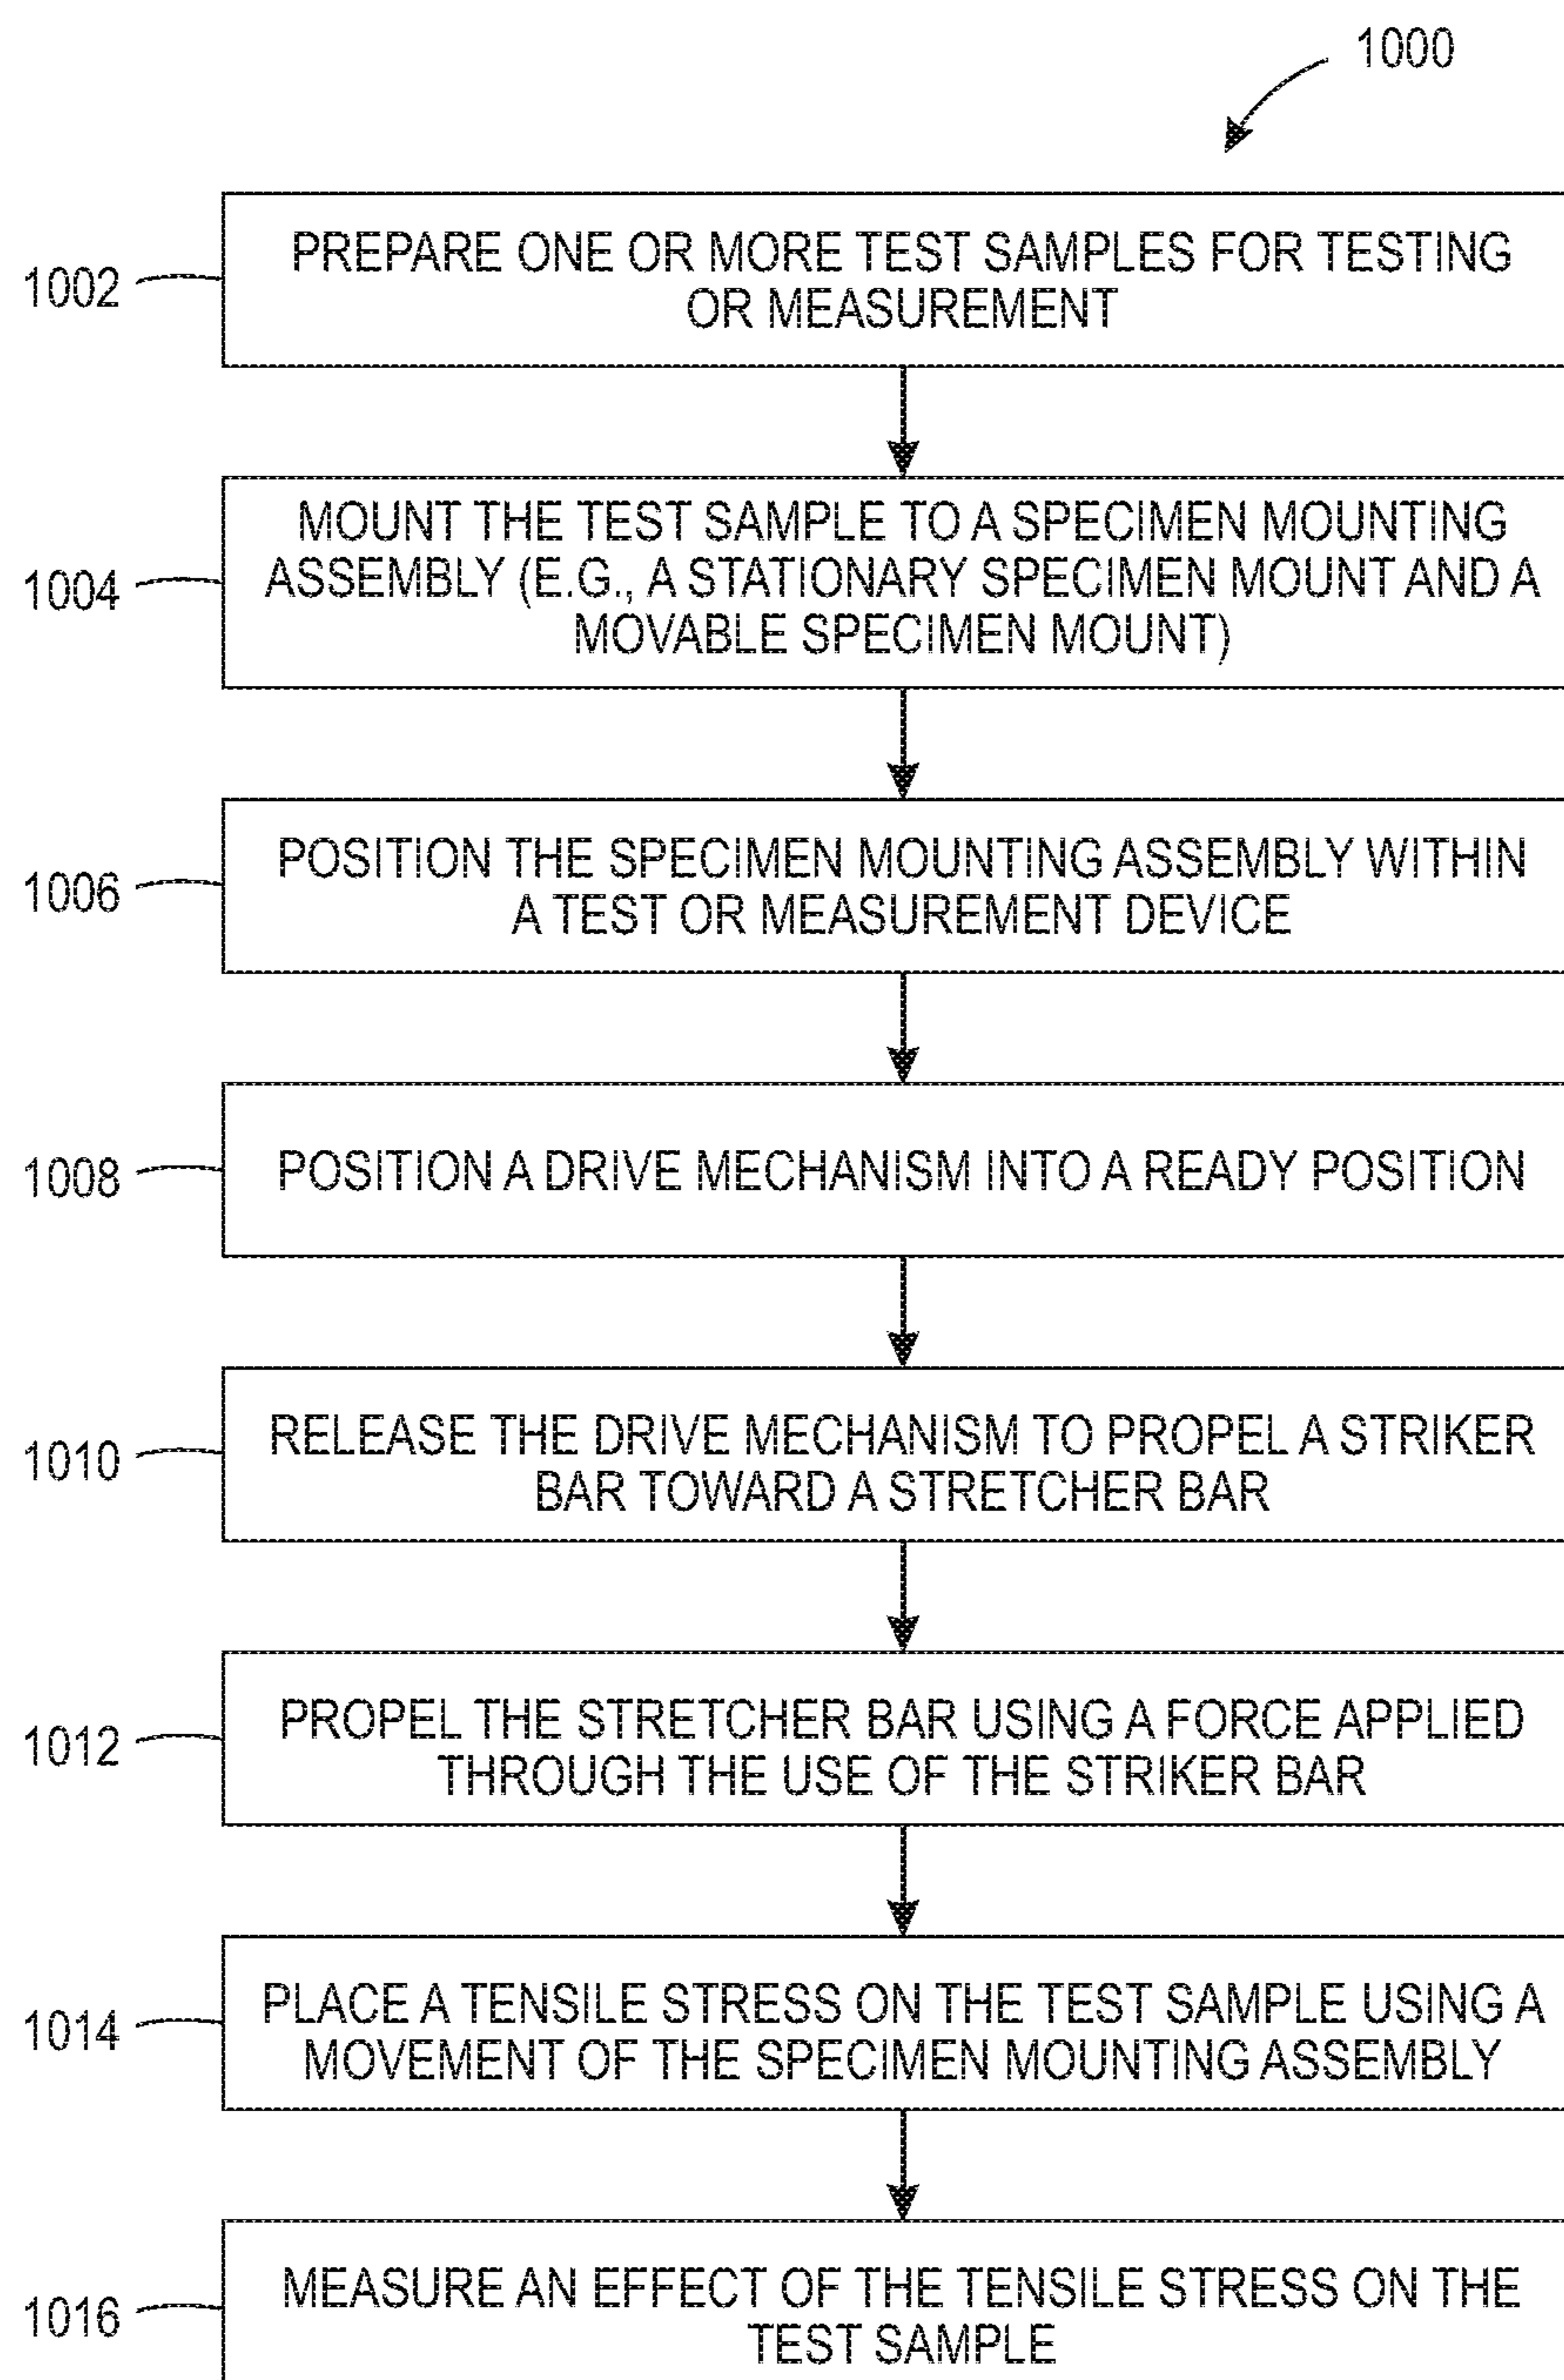 1000
1002
PREPARE ONE OR MORE TEST SAMPLES FOR TESTING
OR MEASUREMENT
1004
MOUNT THE TEST SAMPLE TO A SPECIMEN MOUNTING
ASSEMBLY (E.G., A STATIONARY SPECIMEN MOUNT AND A
MOVABLE SPECIMEN MOUNT)
1006
POSITION THE SPECIMEN MOUNTING ASSEMBLY WITHIN
A TEST OR MEASUREMENT DEVICE
1008
POSITION A DRIVE MECHANISM INTO A READY POSITION
1010
RELEASE THE DRIVE MECHANISM TO PROPEL A STRIKER
BAR TOWARD A STRETCHER BAR
1012
PROPEL THE STRETCHER BAR USING A FORCE APPLIED
THROUGH THE USE OF THE STRIKER BAR
1014
PLACE A TENSILE STRESS ON THE TEST SAMPLE USING A
MOVEMENT OF THE SPECIMEN MOUNTING ASSEMBLY
1016
MEASURE AN EFFECT OF THE TENSILE STRESS ON THE
TEST SAMPLE